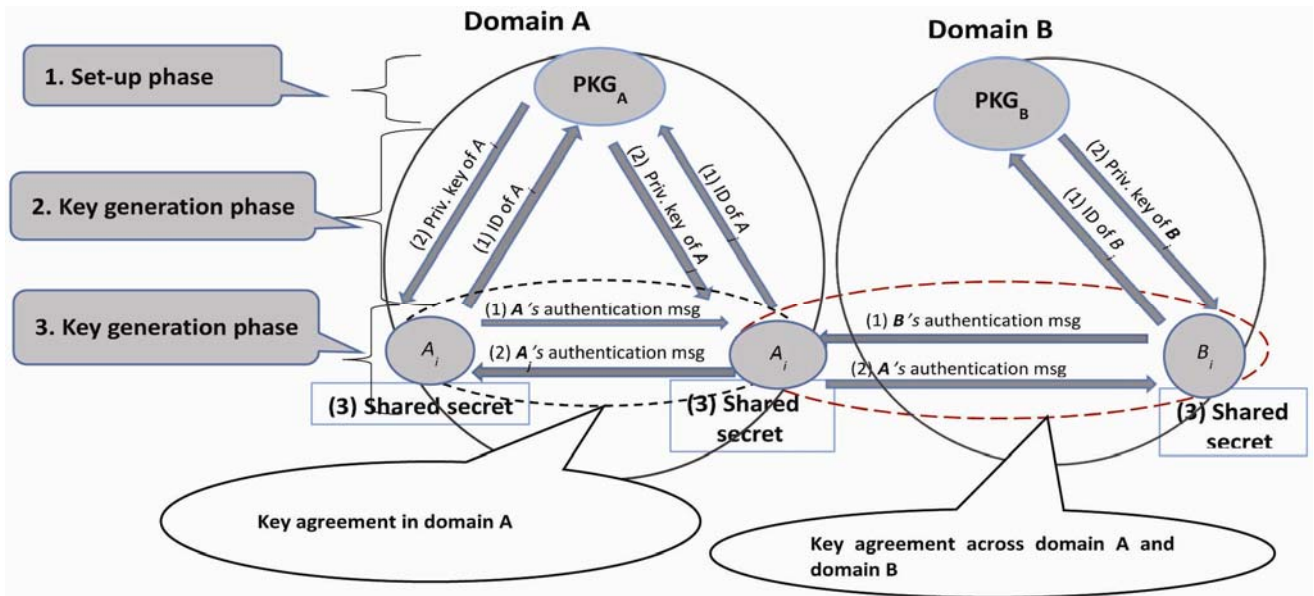 Domain A
Domain B
1. Set-up phase
PKG A
PKG B
(2) Priv. key of A j
(1) ID of A i
(2) Priv. key of A j
(1) ID of A j
(2) Priv. key of B i
(1) ID of B i
2. Key generation phase
3. Key generation phase
(1) A's authentication msg
(2) A j 's authentication msg
(1) B's authentication msg
(2) A's authentication msg
A i
A i
B i
(3) Shared secret
(3) Shared
secret
(3) Shared
secret
Key agreement in domain A
Key agreement across domain A and
domain B